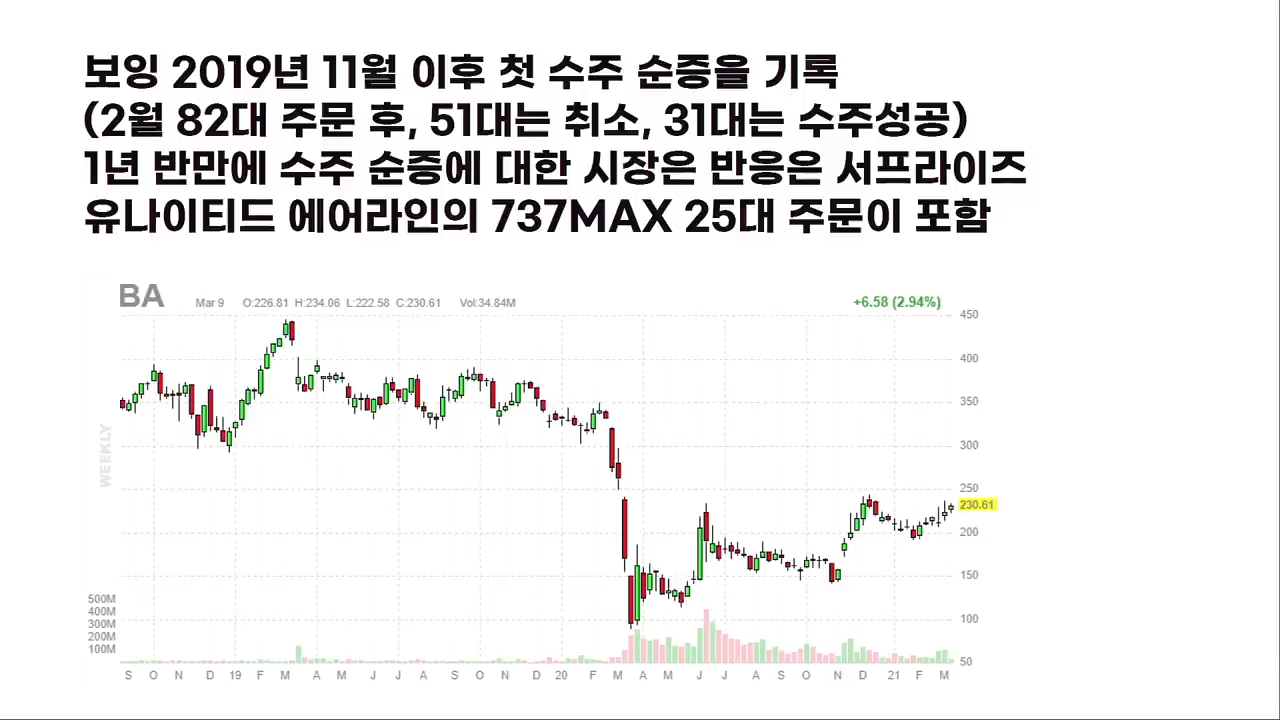 보잉 2019년 11월 이후 첫 수주 순증을 기록
(2월 82대 주문 후, 51대는 취소, 31대는 수주성공)
1년 반만에 수주 순증에 대한 시장은 반응은 서프라이즈
유나이티드 에어라인의 737MAX 25대 주문이 포함
BA Mar 9 O:226.81 H:234.06 L:222.58 C:230.61 Vol:34.84M +6.58 (2.94%)
450
400
350
300
WEEKLY
250
230.61
200
150
500M
400M 100
300M
200M
100M
50
S O N D 19 F M A M J J A S O N D 20 F M A M J J A S O N D 21 F M